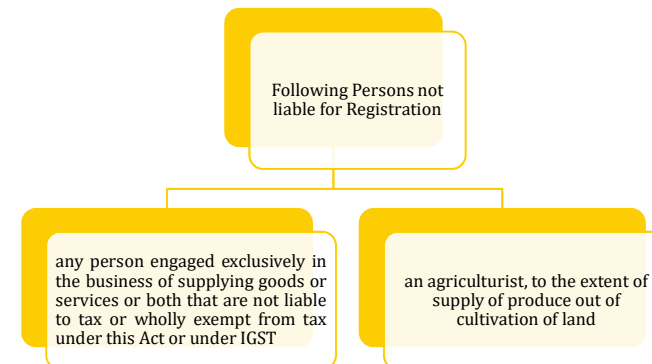 Following Persons not
liable for Registration
any person engaged exclusively in
the business of supplying goods or
services or both that are not liable
to tax or wholly exempt from tax
under this Act or under IGST
an agriculturist, to the extent of
supply of produce out of
cultivation of land